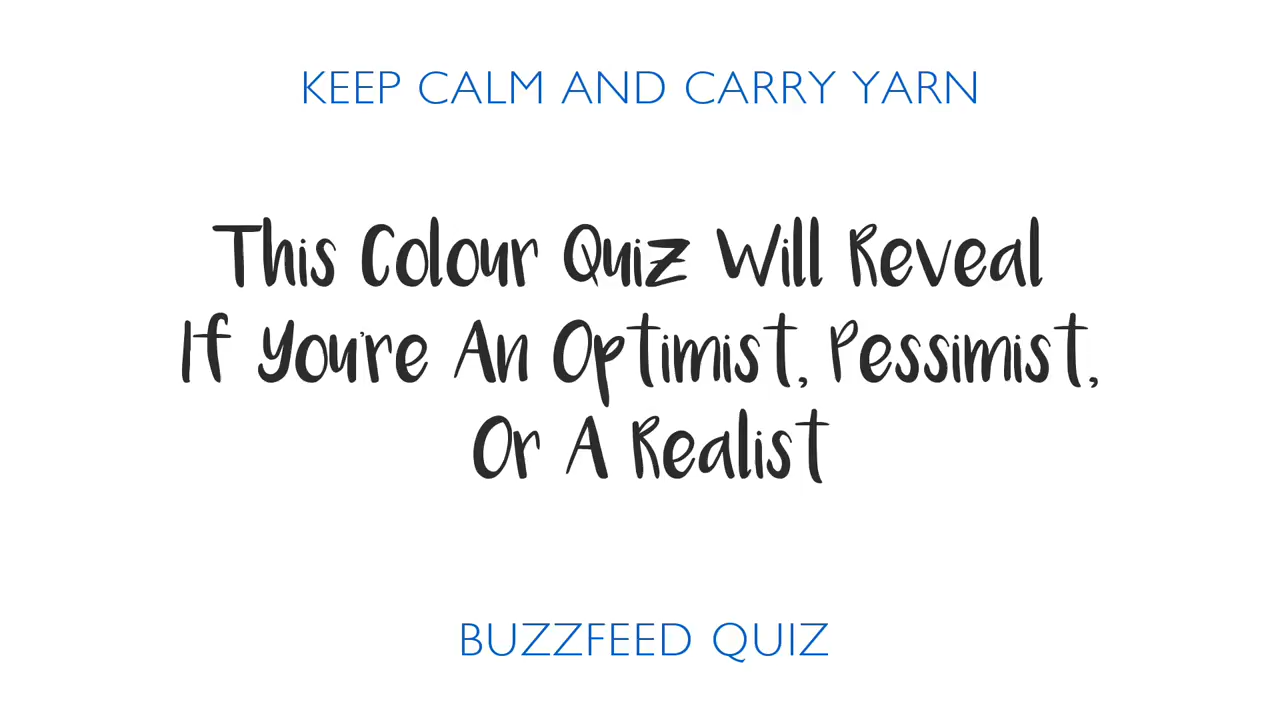 KEEP CALM AND CARRY YARN
This Colour Quiz Will Reveal
If You're An Optimist, Pessimist,
Or A Realist
BUZZFEED QUIZ